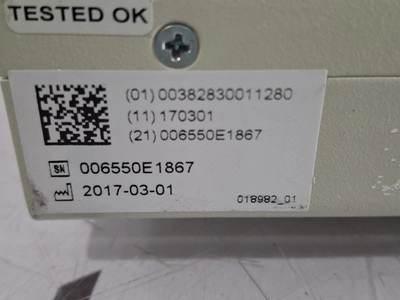 TESTED OK
(01) 00382830011280
(11) 170301
(21) 006550E1867
SN 006550E1867
2017-03-01
018982_01